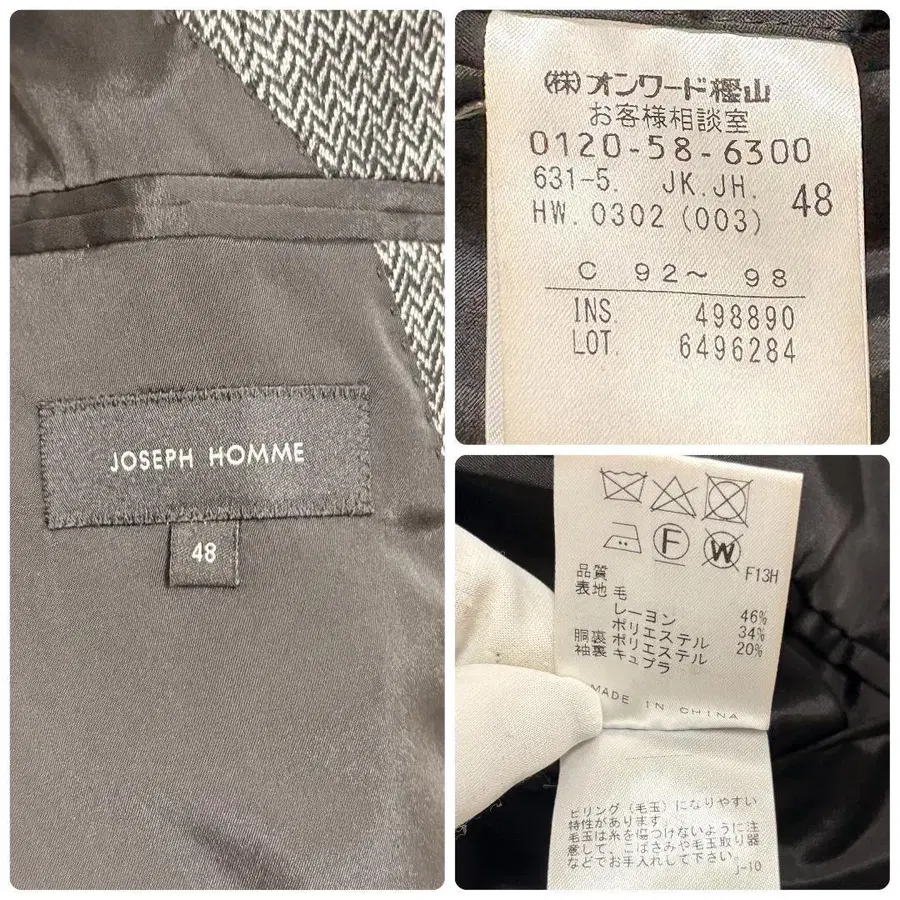 JOSEPH HOMME
48
(株)オンワード樫山
お客様相談室
0120-58-6300
631-5. JK.JH. 48
HW.0302(003)
C 92～ 98
INS. 498890
LOT. 6496284
F W
F13H
品質
表地 毛 46%
レーヨン 34%
ポリエステル 20%
胴裏 ポリエステル
袖裏 キュプラ
MADE IN CHINA
ピリング(毛玉)になりやすい
特性があります。
毛玉は糸を傷つけないように注
意して、こばさみや毛玉取り器
などでお手入れして下さい。
J-10